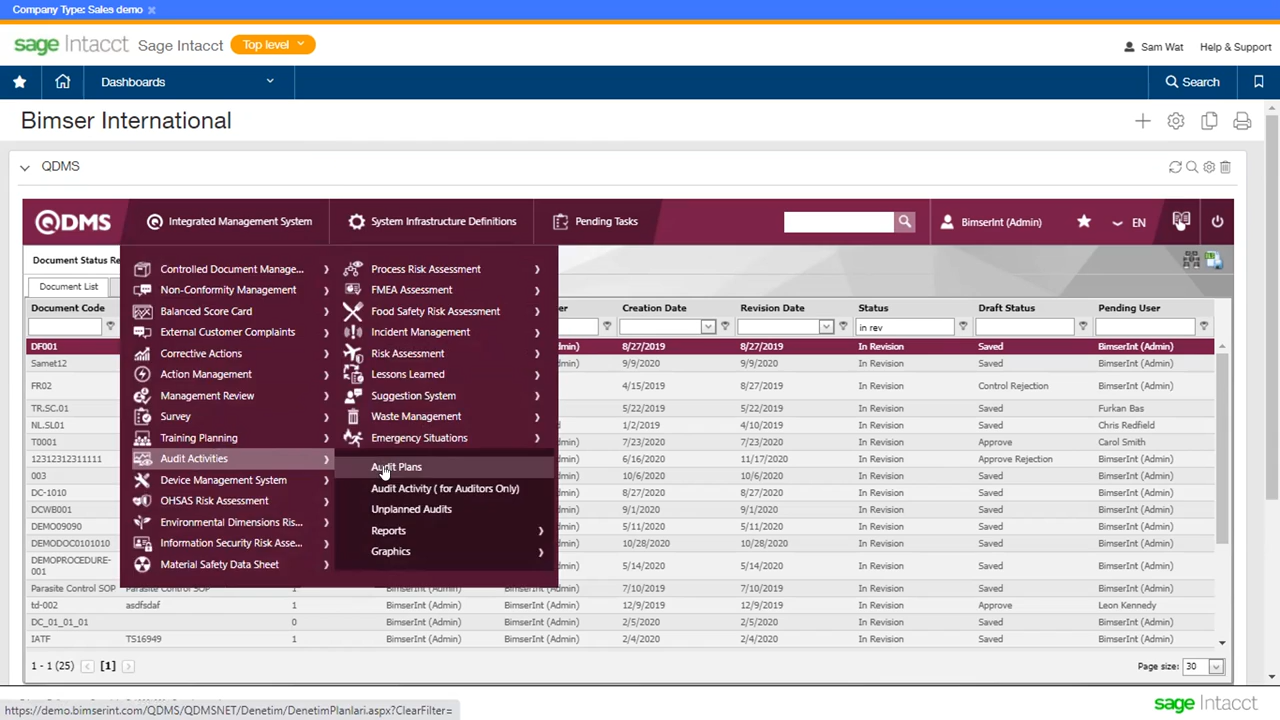 Company Type: Sales demo ×
sage Intacct Sage Intacct Top level Sam Wat Help & Support
Dashboards Search
Bimser International
QDMS
QDMS Integrated Management System System Infrastructure Definitions Pending Tasks BimserInt (Admin) EN
Document Status Re
Document List
Controlled Document Manage... Process Risk Assessment
Non-Conformity Management FMEA Assessment
Balanced Score Card Food Safety Risk Assessment
External Customer Complaints Incident Management
Corrective Actions Risk Assessment
Action Management Lessons Learned
Management Review Suggestion System
Survey Waste Management
Training Planning Emergency Situations
Audit Activities Audit Plans
Device Management System Audit Activity ( for Auditors Only)
OHSAS Risk Assessment Unplanned Audits
Environmental Dimensions Ris... Reports
Information Security Risk Asse... Graphics
Material Safety Data Sheet
Document Code er Creation Date Revision Date Status Draft Status Pending User
in rev
DF001 dmin) 8/27/2019 8/27/2019 In Revision Saved BimserInt (Admin)
Samet12 dmin) 9/9/2020 9/9/2020 In Revision Saved BimserInt (Admin)
FR02 dmin) 4/15/2019 8/27/2019 In Revision Control Rejection BimserInt (Admin)
TR.SC.01 5/22/2019 5/22/2019 In Revision Saved Furkan Bas
NL.SL01 1/2/2019 4/10/2019 In Revision Saved Chris Redfield
T0001 dmin) 7/23/2020 7/23/2020 In Revision Approve Carol Smith
12312312311111 dmin) 6/16/2020 11/17/2020 In Revision Approve Rejection BimserInt (Admin)
003 dmin) 10/6/2020 10/6/2020 In Revision Saved BimserInt (Admin)
DC-1010 dmin) 8/27/2020 8/27/2020 In Revision Saved BimserInt (Admin)
DCWB001 dmin) 9/1/2020 9/1/2020 In Revision Saved BimserInt (Admin)
DEMO09090 dmin) 5/11/2020 5/11/2020 In Revision Saved BimserInt (Admin)
DEMODOC0101010 dmin) 10/28/2020 10/28/2020 In Revision Saved BimserInt (Admin)
DEMOPROCEDURE-
001 dmin) 5/14/2020 5/14/2020 In Revision Saved BimserInt (Admin)
Parasite Control SOP Parasite Control SOP 1 BimserInt (Admin) BimserInt (Admin) 7/10/2019 7/10/2019 In Revision Saved BimserInt (Admin)
td-002 asdfsdaf 1 BimserInt (Admin) BimserInt (Admin) 12/9/2019 12/9/2019 In Revision Approve Leon Kennedy
DC_01_01_01 0 BimserInt (Admin) BimserInt (Admin) 2/5/2020 2/5/2020 In Revision Saved BimserInt (Admin)
IATF TS16949 1 BimserInt (Admin) BimserInt (Admin) 2/4/2020 2/4/2020 In Revision Saved BimserInt (Admin)
1 - 1 (25) [1] Page size: 30
https://demo.bimserint.com/QDMS/QDMSNET/Denetim/DenetimPlanlari.aspx?ClearFilter=
sage Intacct